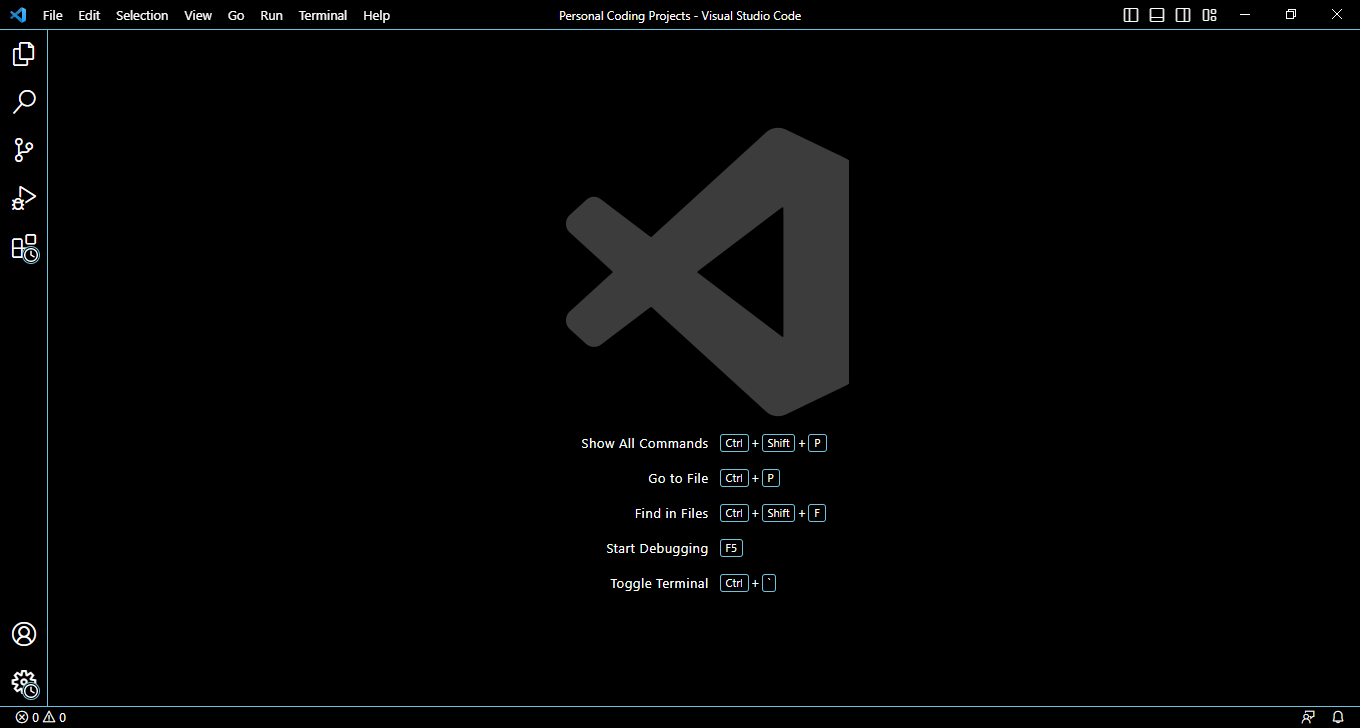 File Edit Selection View Go Run Terminal Help Personal Coding Projects - Visual Studio Code
Show All Commands Ctrl + Shift + P
Go to File Ctrl + P
Find in Files Ctrl + Shift + F
Start Debugging F5
Toggle Terminal Ctrl + `
0 0